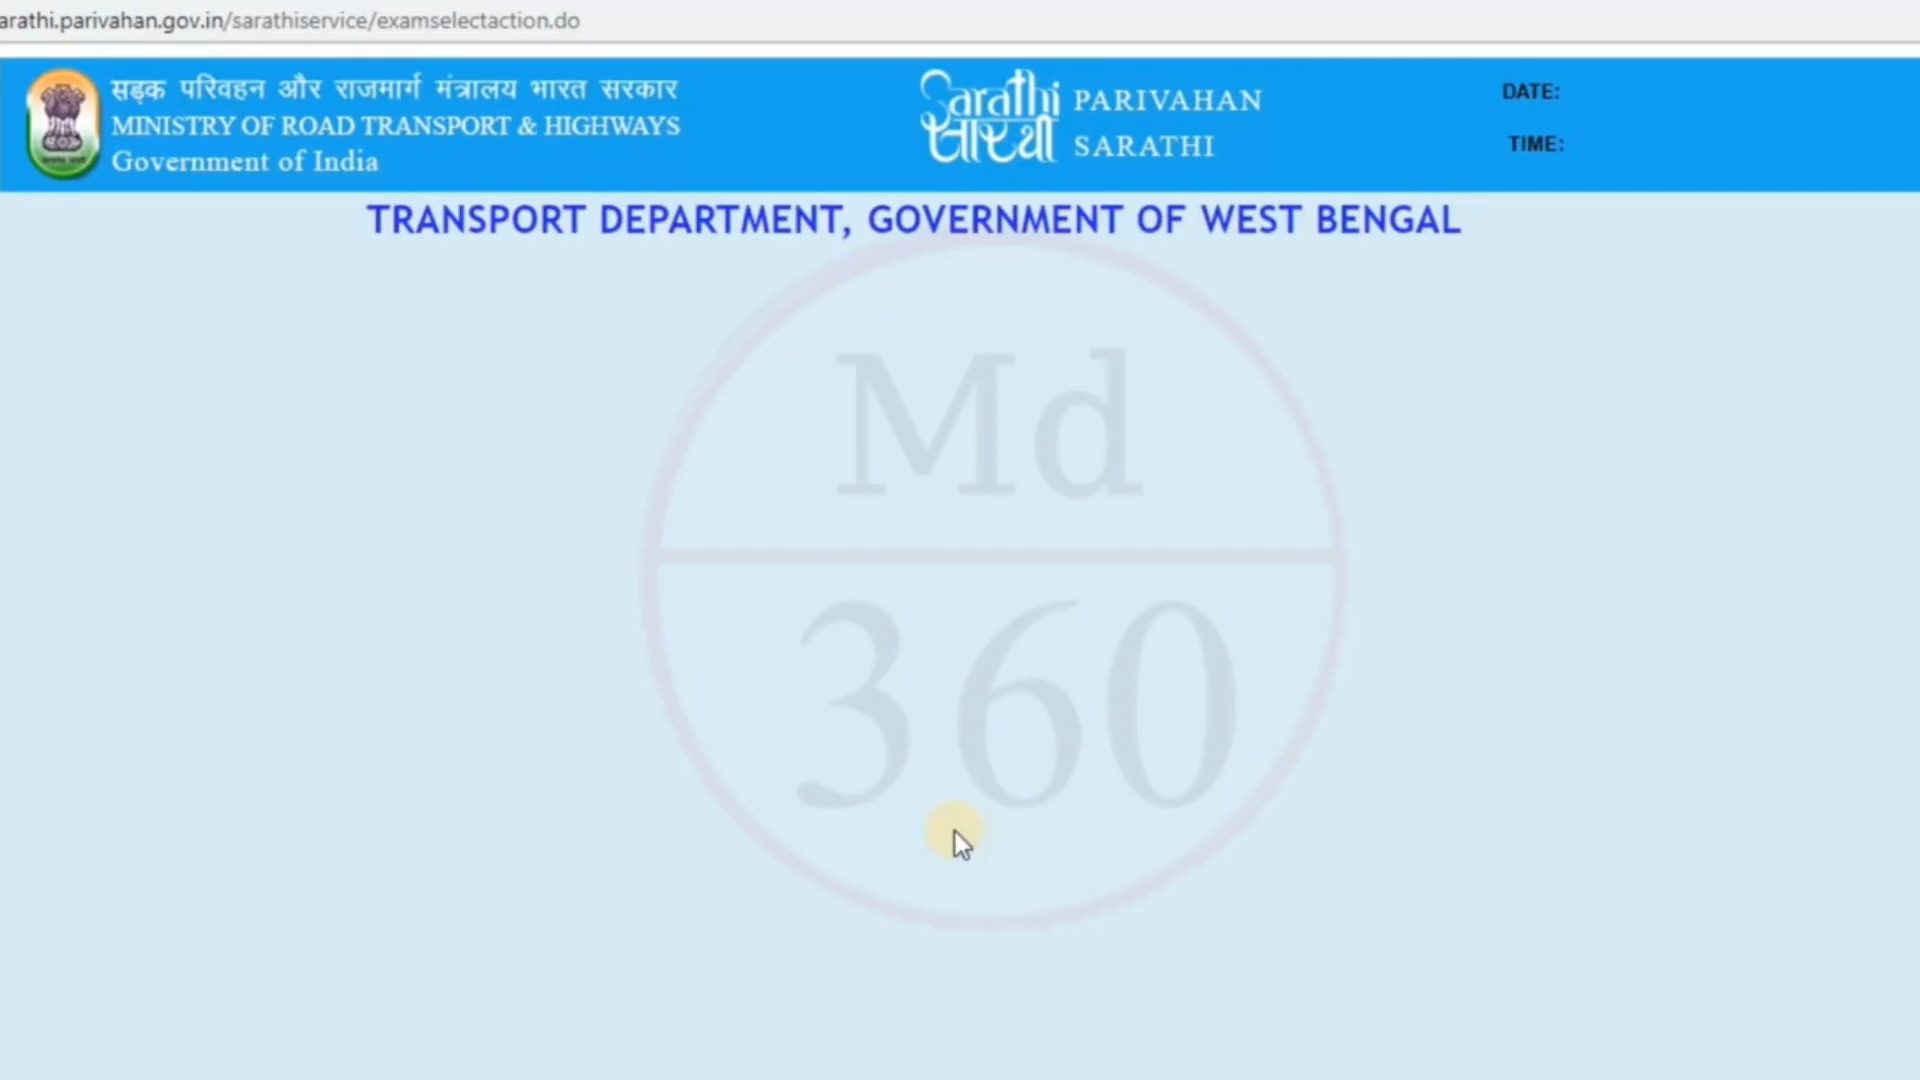 arathi.parivahan.gov.in/sarathiservice/examselectaction.do
सड़क परिवहन और राजमार्ग मंत्रालय भारत सरकार
MINISTRY OF ROAD TRANSPORT & HIGHWAYS
Government of India
Sarathi
सारथी
PARIVAHAN
SARATHI
DATE:
TIME:
TRANSPORT DEPARTMENT, GOVERNMENT OF WEST BENGAL
Md
360